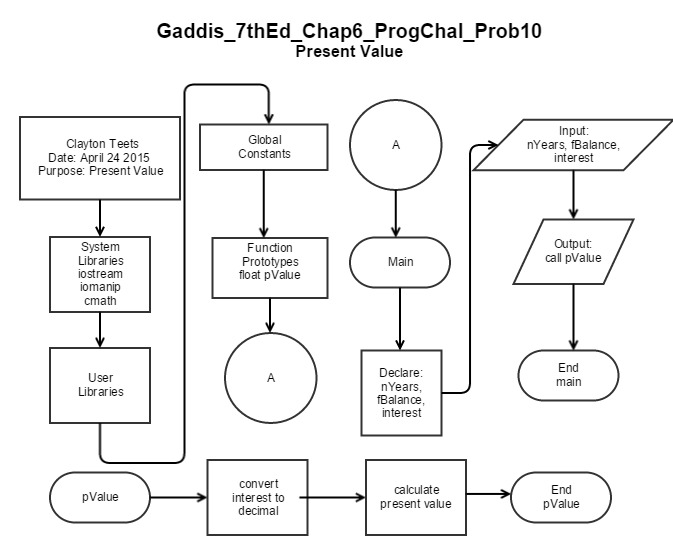 Gaddis_7thEd_Chap6_ProgChal_Prob10
Present Value
Clayton Teets
Date: April 24 2015
Purpose: Present Value
System
Libraries
iostream
iomanip
cmath
User
Libraries
Global
Constants
Function
Prototypes
float pValue
A
A
Main
Declare:
nYears,
fBalance,
interest
Input:
nYears, fBalance,
interest
Output:
call pValue
End
main
pValue
convert
interest to
decimal
calculate
present value
End
pValue